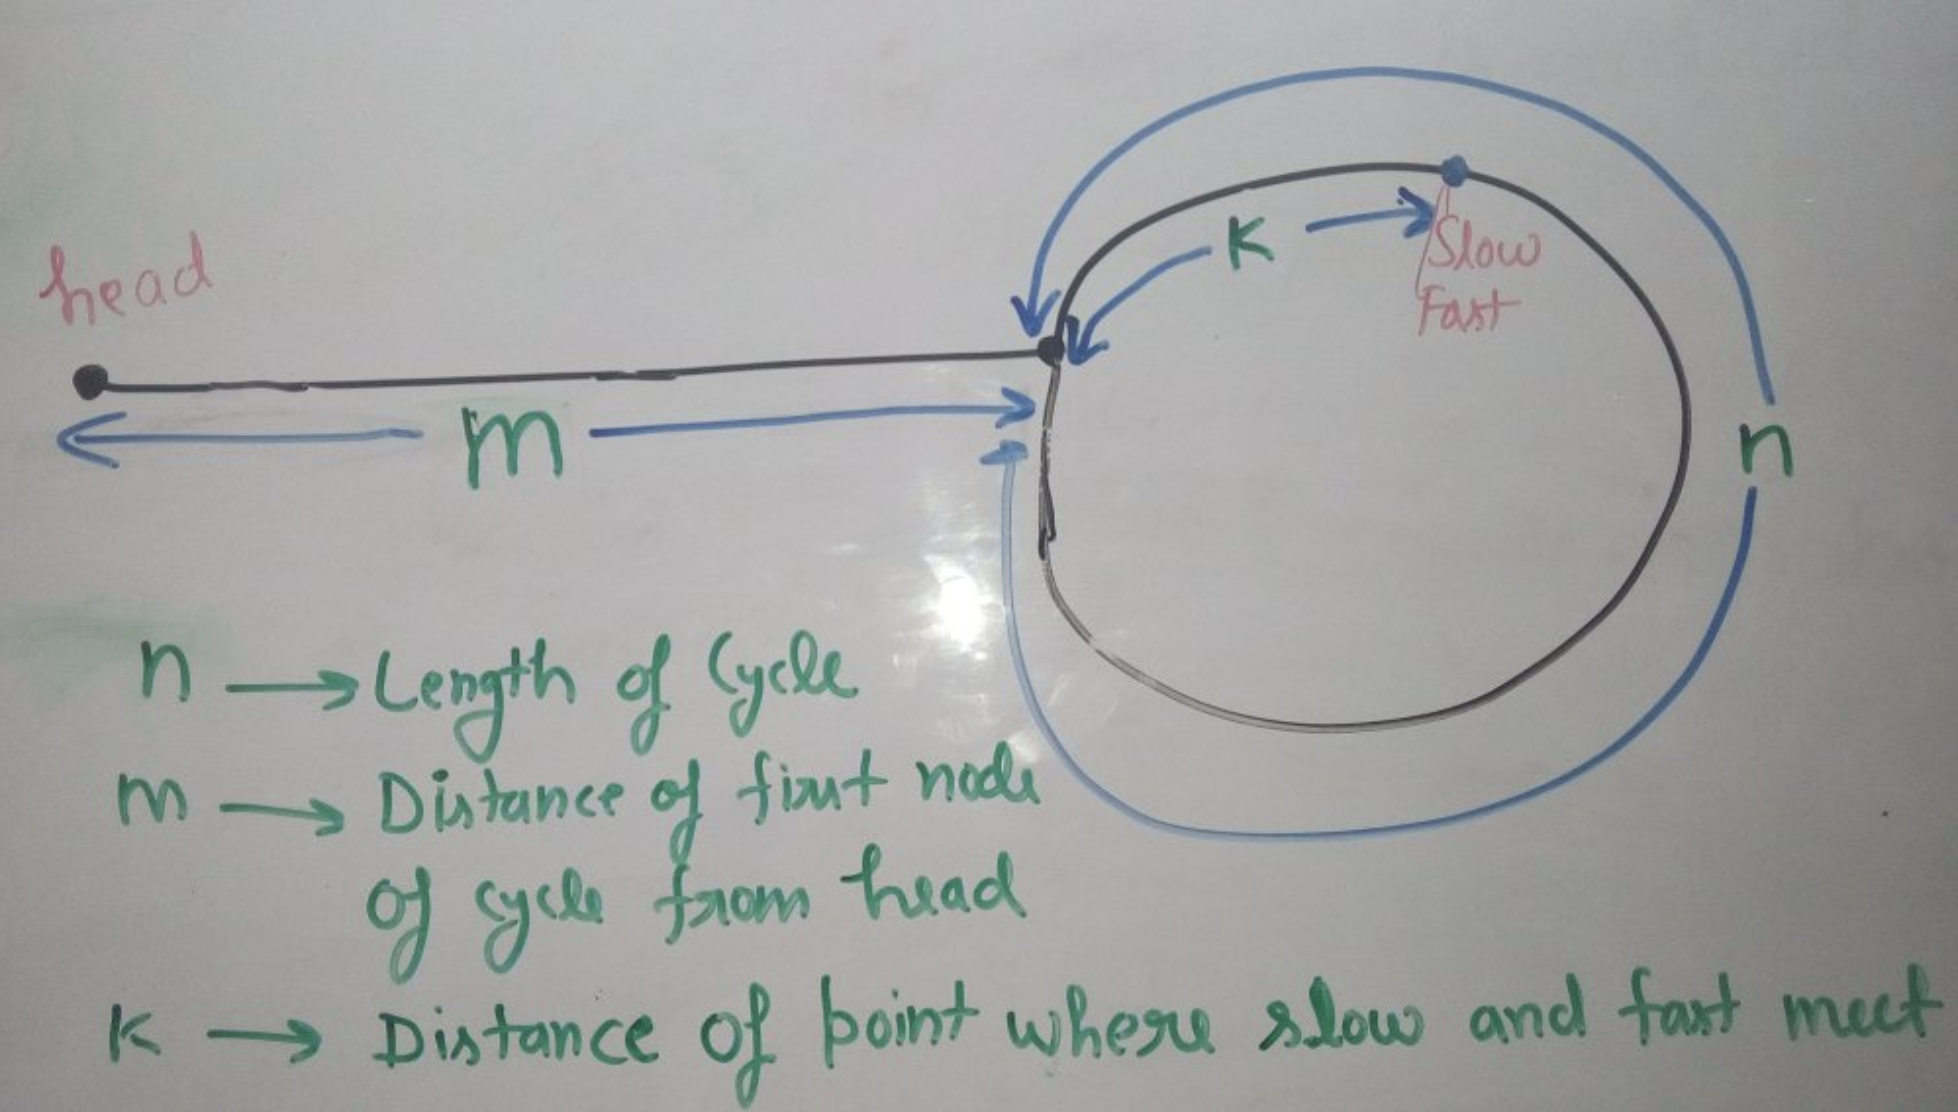 head
K
Slow
Fast
m
n
n → Length of Cycle
m → Distance of first node
of cycle from head
K → Distance of point where slow and fast meet